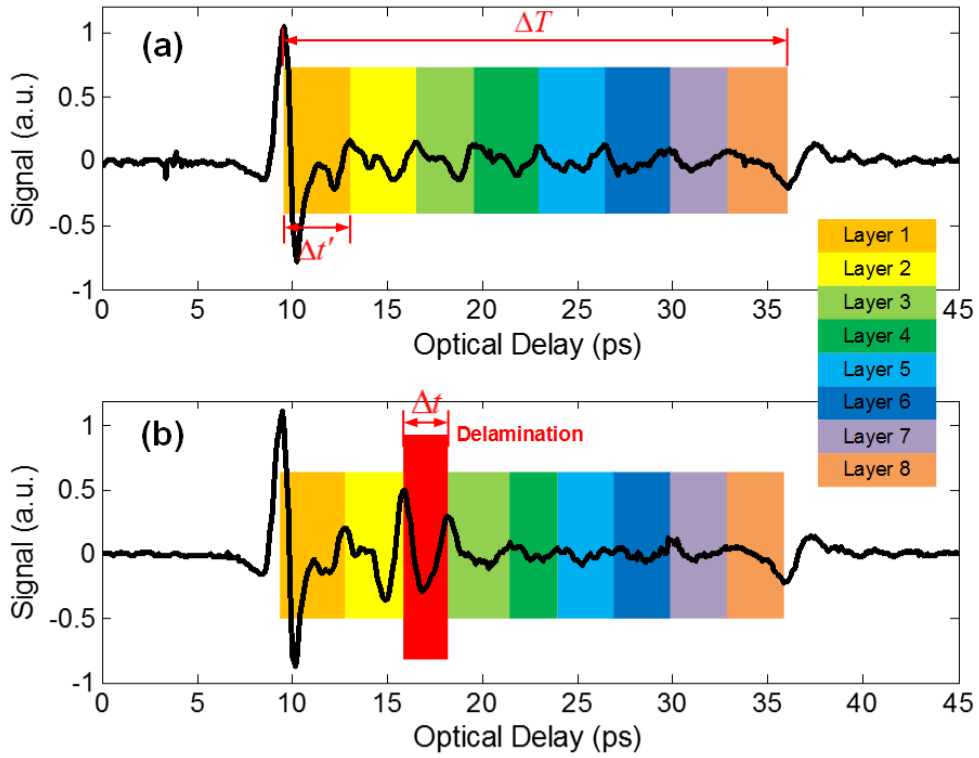 (a)
ΔT
1
0.5
0
-0.5
-1
Signal (a.u.)
Δt′
0 5 10 15 20 25 30 35 40 45
Optical Delay (ps)
Layer 1
Layer 2
Layer 3
Layer 4
Layer 5
Layer 6
Layer 7
Layer 8
(b)
Δt
Delamination
1
0.5
0
-0.5
-1
Signal (a.u.)
0 5 10 15 20 25 30 35 40 45
Optical Delay (ps)